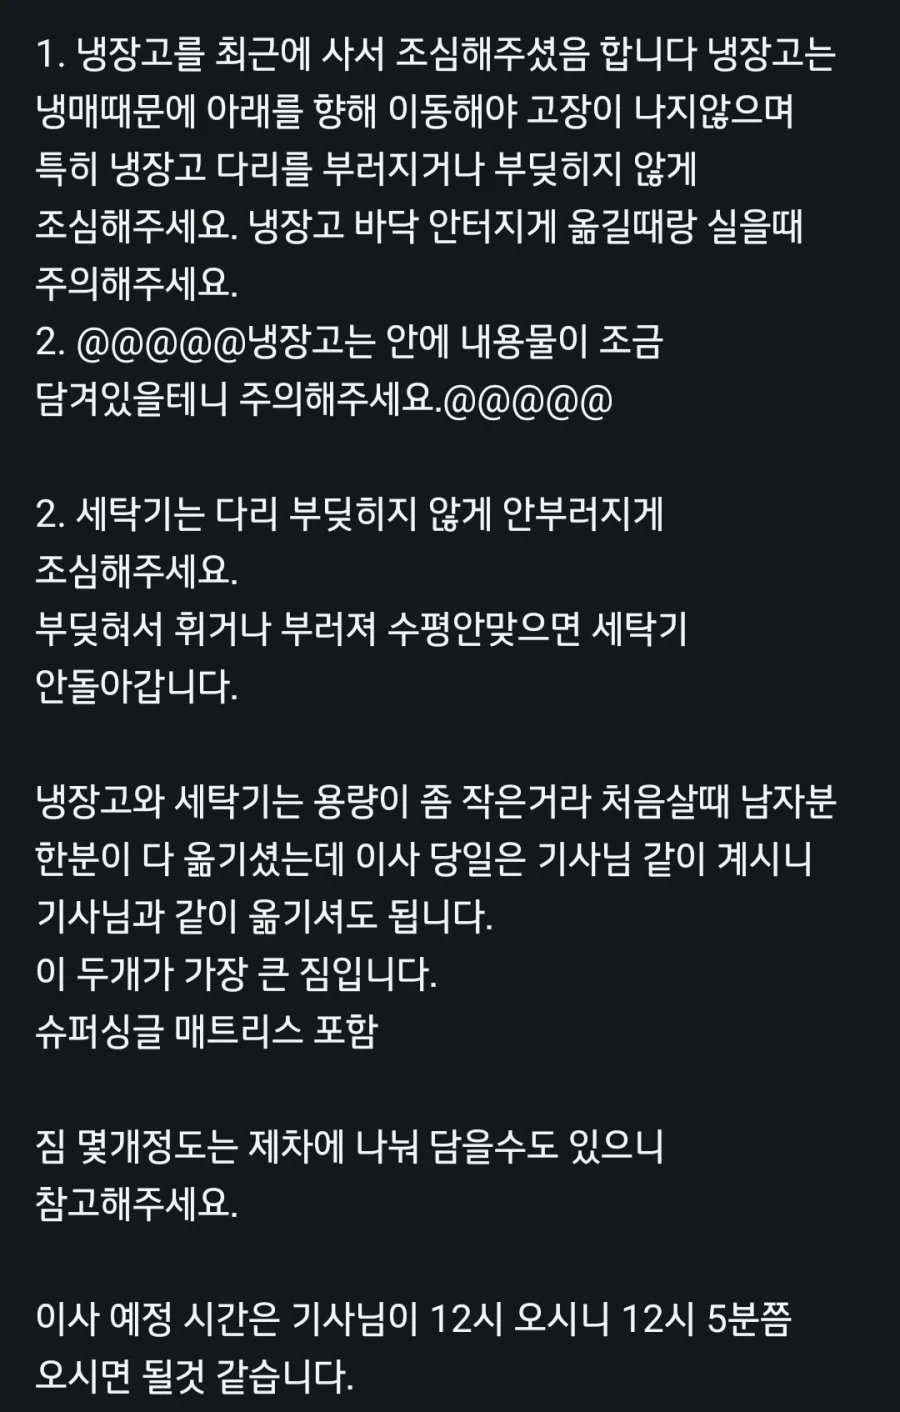 1. 냉장고를 최근에 사서 조심해주셨음 합니다 냉장고는
냉매때문에 아래를 향해 이동해야 고장이 나지않으며
특히 냉장고 다리를 부러지거나 부딪히지 않게
조심해주세요. 냉장고 바닥 안터지게 옮길때랑 실을때
주의해주세요.
2. @@@@@냉장고는 안에 내용물이 조금
담겨있을테니 주의해주세요.@@@@@
2. 세탁기는 다리 부딪히지 않게 안부러지게
조심해주세요.
부딪혀서 휘거나 부러져 수평안맞으면 세탁기
안돌아갑니다.
냉장고와 세탁기는 용량이 좀 작은거라 처음살때 남자분
한분이 다 옮기셨는데 이사 당일은 기사님 같이 계시니
기사님과 같이 옮기셔도 됩니다.
이 두개가 가장 큰 짐입니다.
슈퍼싱글 매트리스 포함
짐 몇개정도는 제차에 나눠 담을수도 있으니
참고해주세요.
이사 예정 시간은 기사님이 12시 오시니 12시 5분쯤
오시면 될것 같습니다.